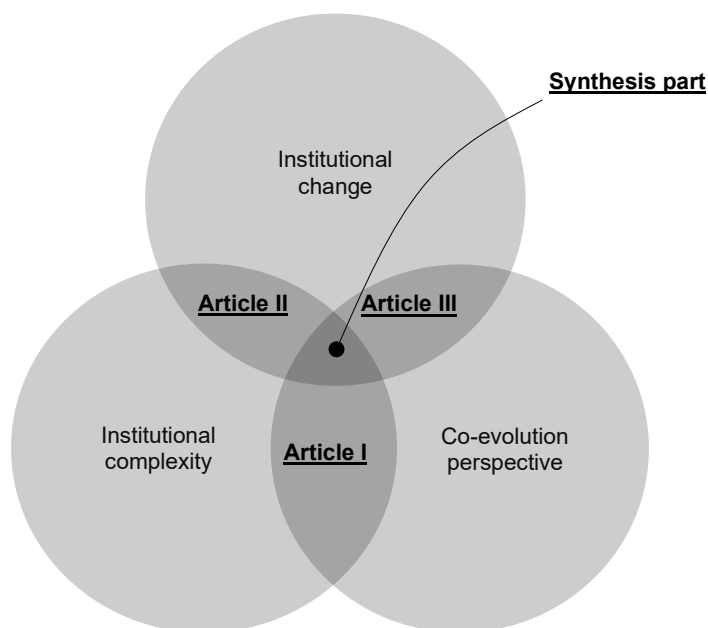 Synthesis part
Institutional
change
Article II
Article III
Institutional
complexity
Article I
Co-evolution
perspective